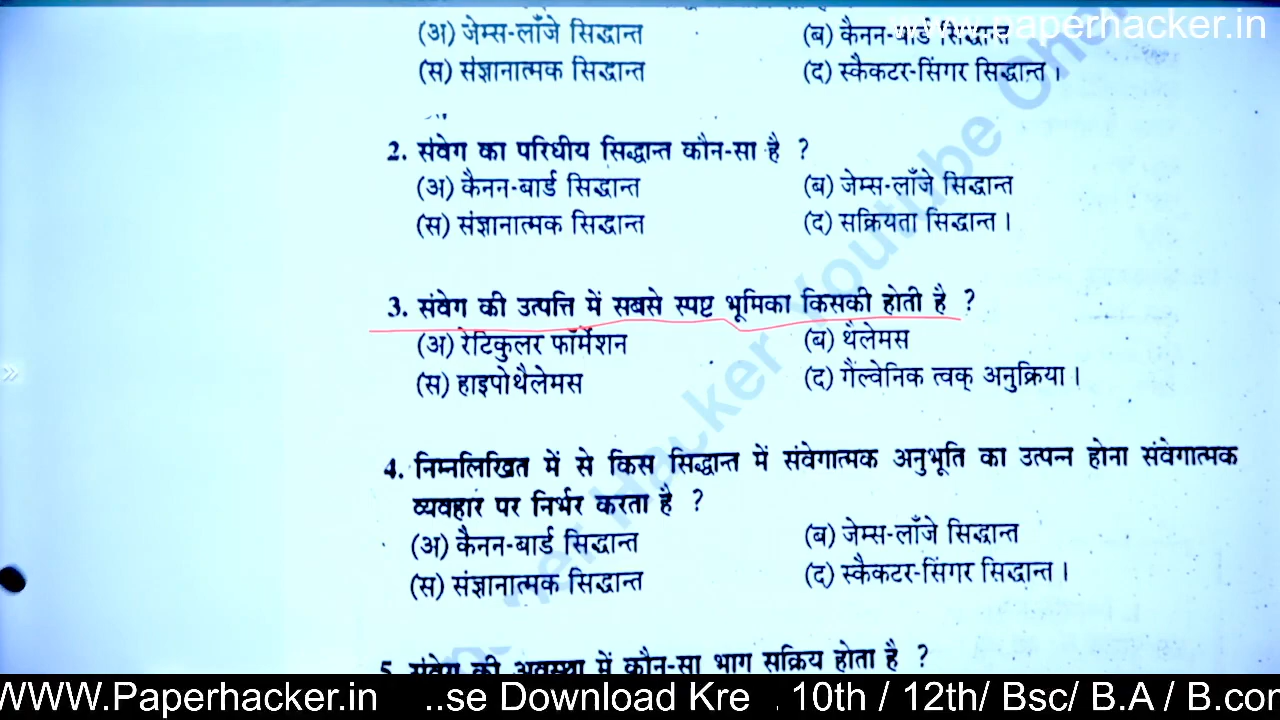 www.paperhacker.in
(अ) जेम्स-लाँजे सिद्धान्त (ब) कैनन-बार्ड सिद्धान्त
(स) संज्ञानात्मक सिद्धान्त (द) स्कैकटर-सिंगर सिद्धान्त।
2. संवेग का परिधीय सिद्धान्त कौन-सा है ?
(अ) कैनन-बार्ड सिद्धान्त (ब) जेम्स-लाँजे सिद्धान्त
(स) संज्ञानात्मक सिद्धान्त (द) सक्रियता सिद्धान्त।
3. संवेग की उत्पत्ति में सबसे स्पष्ट भूमिका किसकी होती है ?
(अ) रेटिकुलर फॉर्मेशन (ब) थैलेमस
(स) हाइपोथैलेमस (द) गैल्वेनिक त्वक् अनुक्रिया।
4. निम्नलिखित में से किस सिद्धान्त में संवेगात्मक अनुभूति का उत्पन्न होना संवेगात्मक
व्यवहार पर निर्भर करता है ?
(अ) कैनन-बार्ड सिद्धान्त (ब) जेम्स-लाँजे सिद्धान्त
(स) संज्ञानात्मक सिद्धान्त (द) स्कैकटर-सिंगर सिद्धान्त।
5. संवेग की अवस्था में कौन-सा भाग सक्रिय होता है ?
Hacker Youtube
WWW.Paperhacker.in ..se Download Kre . 10th / 12th/ Bsc/ B.A / B.com